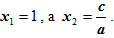 x₁ = 1, а x₂ = c/a.